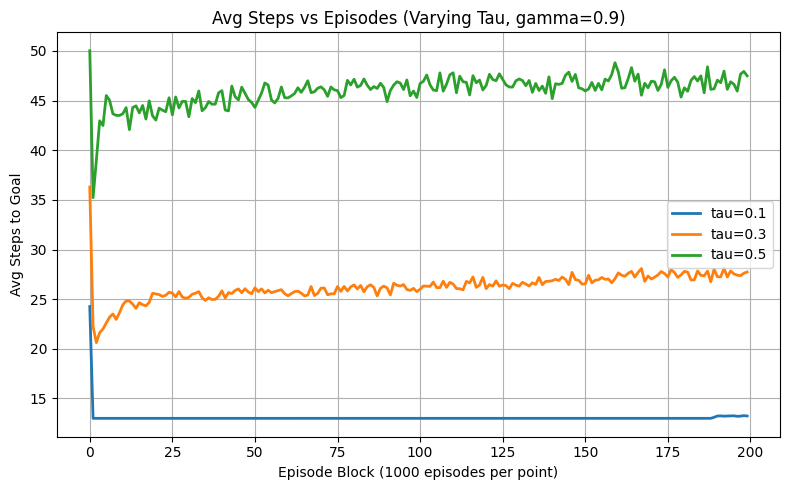 Avg Steps vs Episodes (Varying Tau, gamma=0.9)
Avg Steps to Goal
50
45
40
35
30
25
20
15
tau=0.1
tau=0.3
tau=0.5
0 25 50 75 100 125 150 175 200
Episode Block (1000 episodes per point)